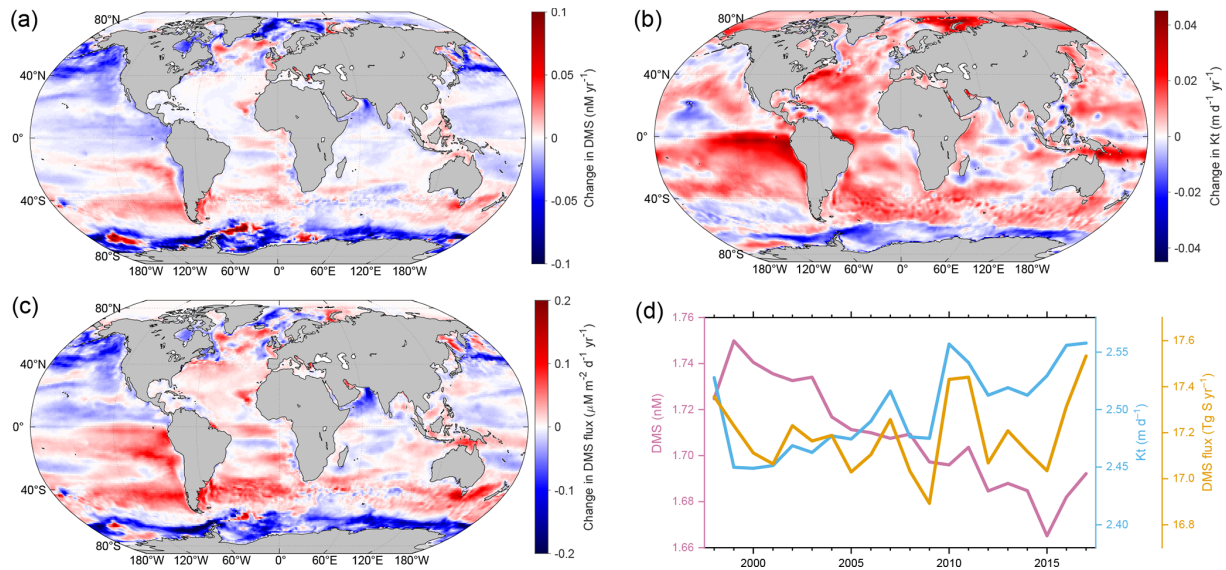 (a)
80°N
40°N
0°
40°S
80°S
180°W 120°W 60°W 0° 60°E 120°E 180°W
0.1
0.05
0
-0.05
-0.1
Change in DMS (nM yr⁻¹)
(b)
80°N
40°N
0°
40°S
80°S
180°W 120°W 60°W 0° 60°E 120°E 180°W
0.04
0.02
0
-0.02
-0.04
Change in Kt (m d⁻¹ yr⁻¹)
(c)
80°N
40°N
0°
40°S
80°S
180°W 120°W 60°W 0° 60°E 120°E 180°W
0.2
0.1
0
-0.1
-0.2
Change in DMS flux (μM m⁻² d⁻¹ yr⁻¹)
(d)
1.76
1.74
1.72
1.70
1.68
1.66
DMS (nM)
2000 2005 2010 2015
2.55
2.50
2.45
2.40
Kt (m d⁻¹)
17.6
17.4
17.2
17.0
16.8
DMS flux (Tg S yr⁻¹)